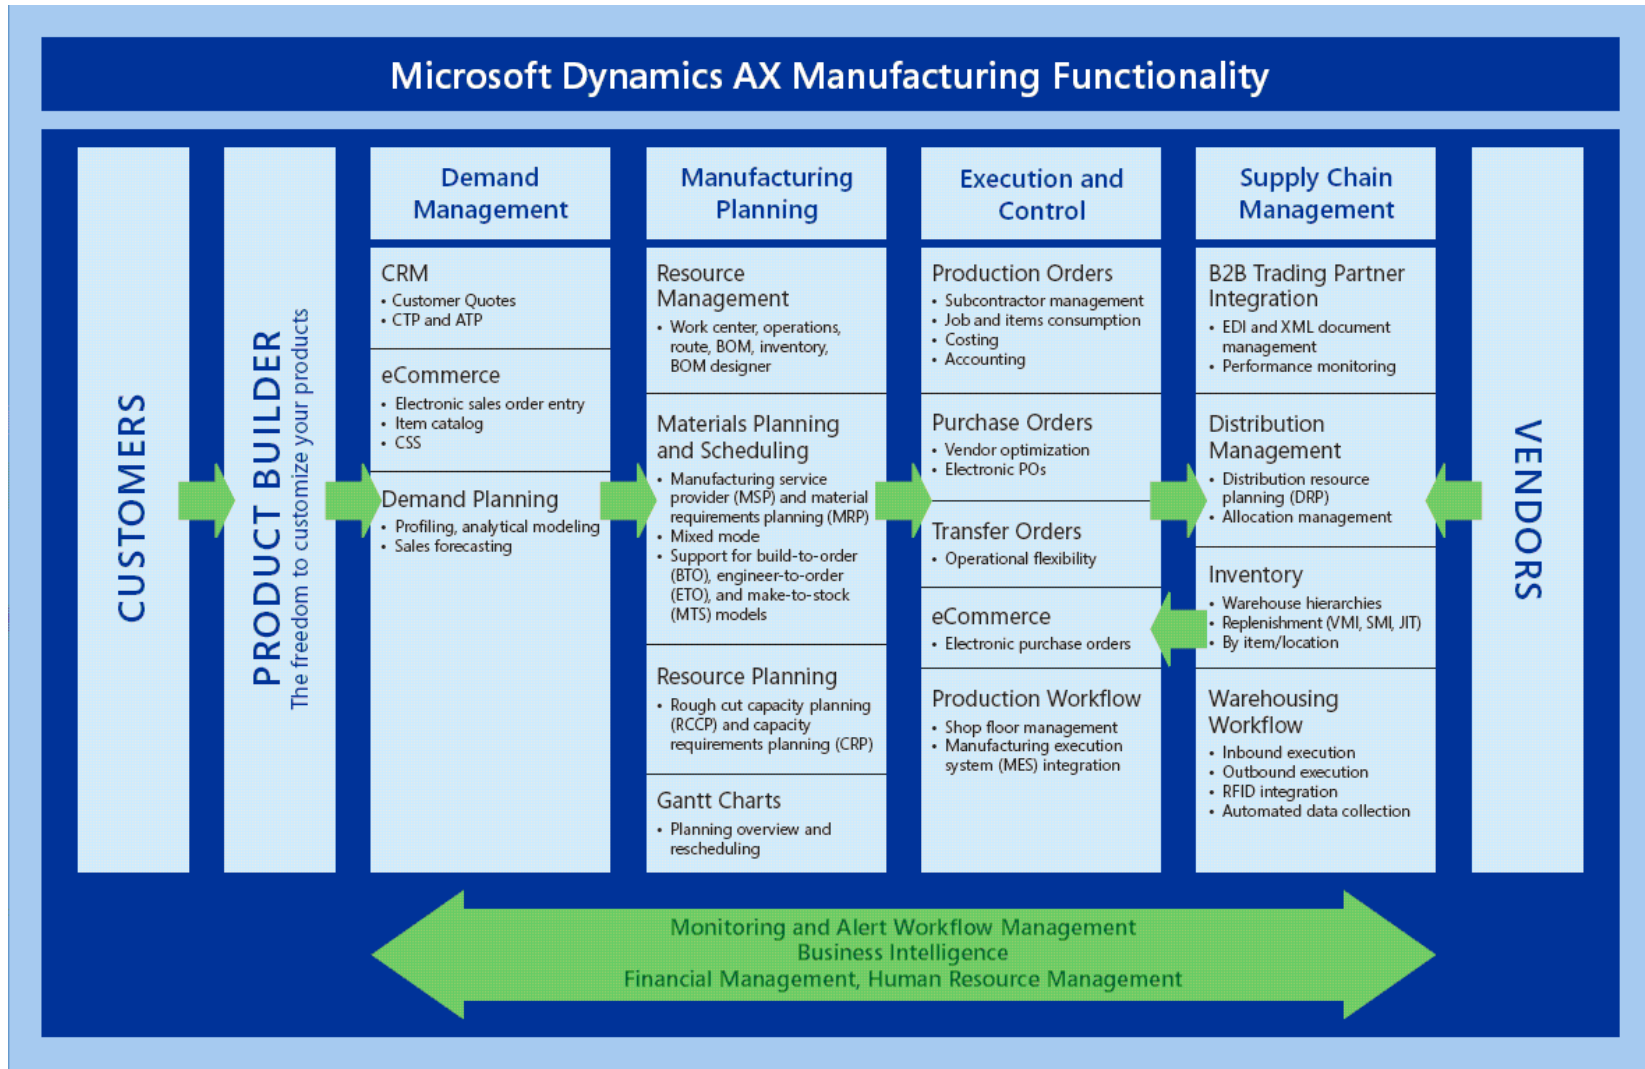 Microsoft Dynamics AX Manufacturing Functionality
CUSTOMERS
PRODUCT BUILDER
The freedom to customize your products
Demand
Management
CRM
• Customer Quotes
• CTP and ATP
eCommerce
• Electronic sales order entry
• Item catalog
• CSS
Demand Planning
• Profiling, analytical modeling
• Sales forecasting
Manufacturing
Planning
Resource
Management
• Work center, operations,
route, BOM, inventory,
BOM designer
Materials Planning
and Scheduling
• Manufacturing service
provider (MSP) and material
requirements planning (MRP)
• Mixed mode
• Support for build-to-order
(BTO), engineer-to-order
(ETO), and make-to-stock
(MTS) models
Resource Planning
• Rough cut capacity planning
(RCCP) and capacity
requirements planning (CRP)
Gantt Charts
• Planning overview and
rescheduling
Execution and
Control
Production Orders
• Subcontractor management
• Job and items consumption
• Costing
• Accounting
Purchase Orders
• Vendor optimization
• Electronic POs
Transfer Orders
• Operational flexibility
eCommerce
• Electronic purchase orders
Production Workflow
• Shop floor management
• Manufacturing execution
system (MES) integration
Supply Chain
Management
B2B Trading Partner
Integration
• EDI and XML document
management
• Performance monitoring
Distribution
Management
• Distribution resource
planning (DRP)
• Allocation management
Inventory
• Warehouse hierarchies
• Replenishment (VMI, SMI, JIT)
• By item/location
Warehousing
Workflow
• Inbound execution
• Outbound execution
• RFID integration
• Automated data collection
VENDORS
Monitoring and Alert Workflow Management
Business Intelligence
Financial Management, Human Resource Management